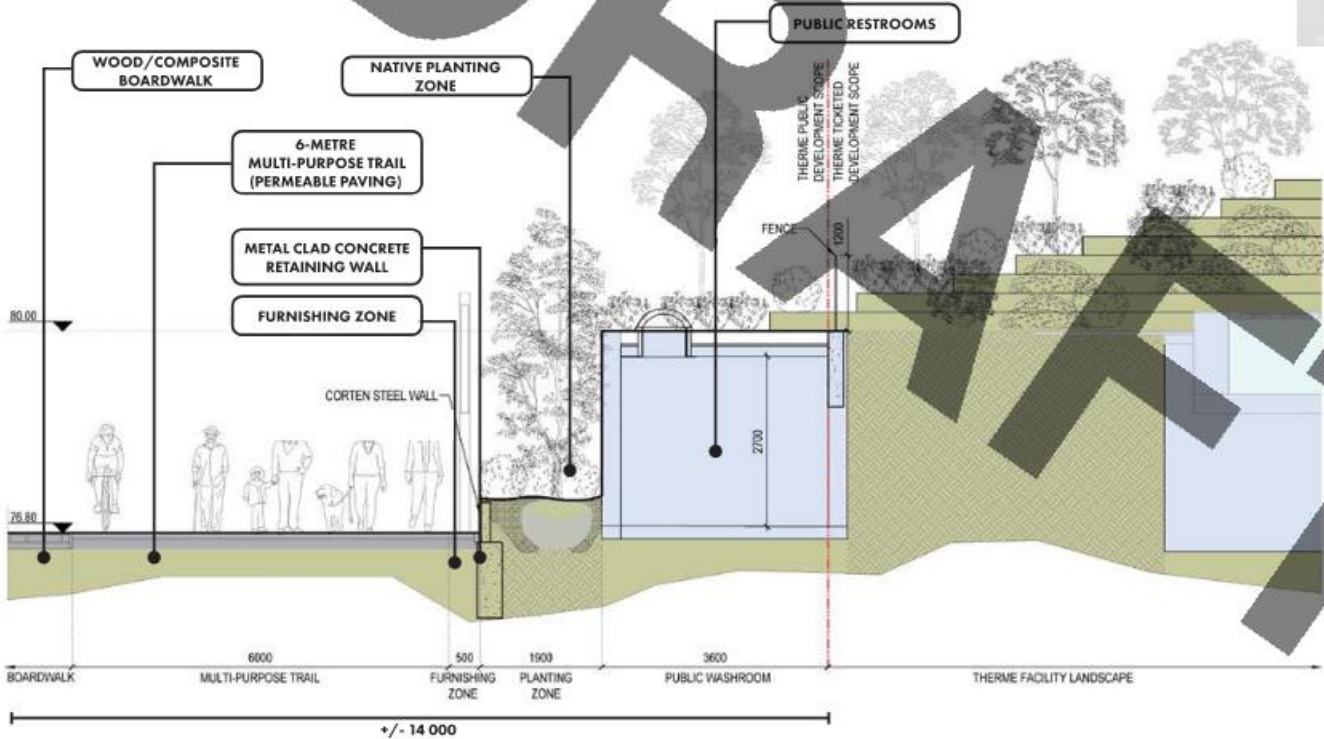 PUBLIC RESTROOMS
WOOD/COMPOSITE
BOARDWALK
NATIVE PLANTING
ZONE
THERME PUBLIC
DEVELOPMENT SCOPE
THERME TICKETED
DEVELOPMENT SCOPE
6-METRE
MULTI-PURPOSE TRAIL
(PERMEABLE PAVING)
FENCE
1200
METAL CLAD CONCRETE
RETAINING WALL
FURNISHING ZONE
80.00
CORTEN STEEL WALL
2700
76.80
6000
500
1900
3600
BOARDWALK
MULTI-PURPOSE TRAIL
FURNISHING
ZONE
PLANTING
ZONE
PUBLIC WASHROOM
THERME FACILITY LANDSCAPE
+/- 14 000
DRAFT